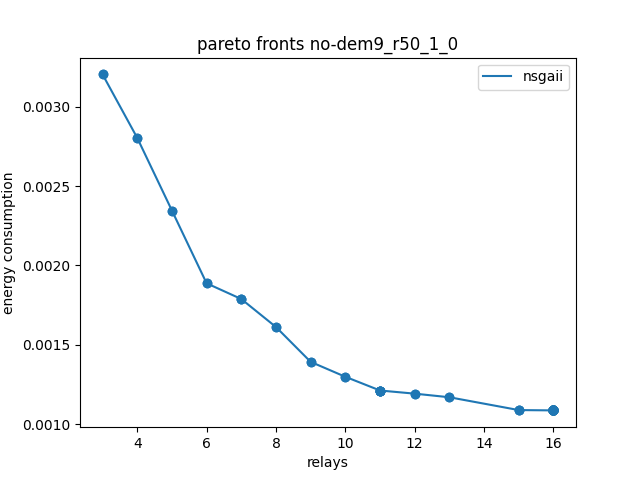 pareto fronts no-dem9_r50_1_0
nsgaii
energy consumption
0.0030
0.0025
0.0020
0.0015
0.0010
4 6 8 10 12 14 16
relays